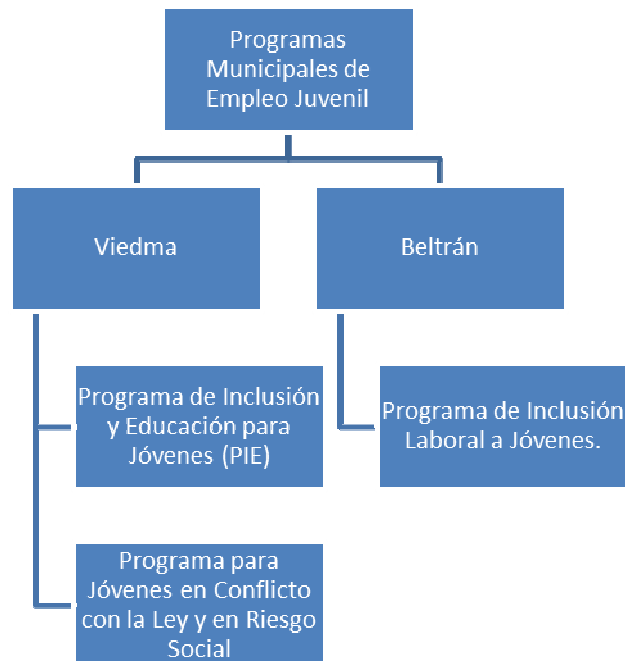 Programas
Municipales de
Empleo Juvenil
Viedma
Beltrán
Programa de Inclusión
y Educación para
Jóvenes (PIE)
Programa de Inclusión
Laboral a Jóvenes.
Programa para
Jóvenes en Conflicto
con la Ley y en Riesgo
Social